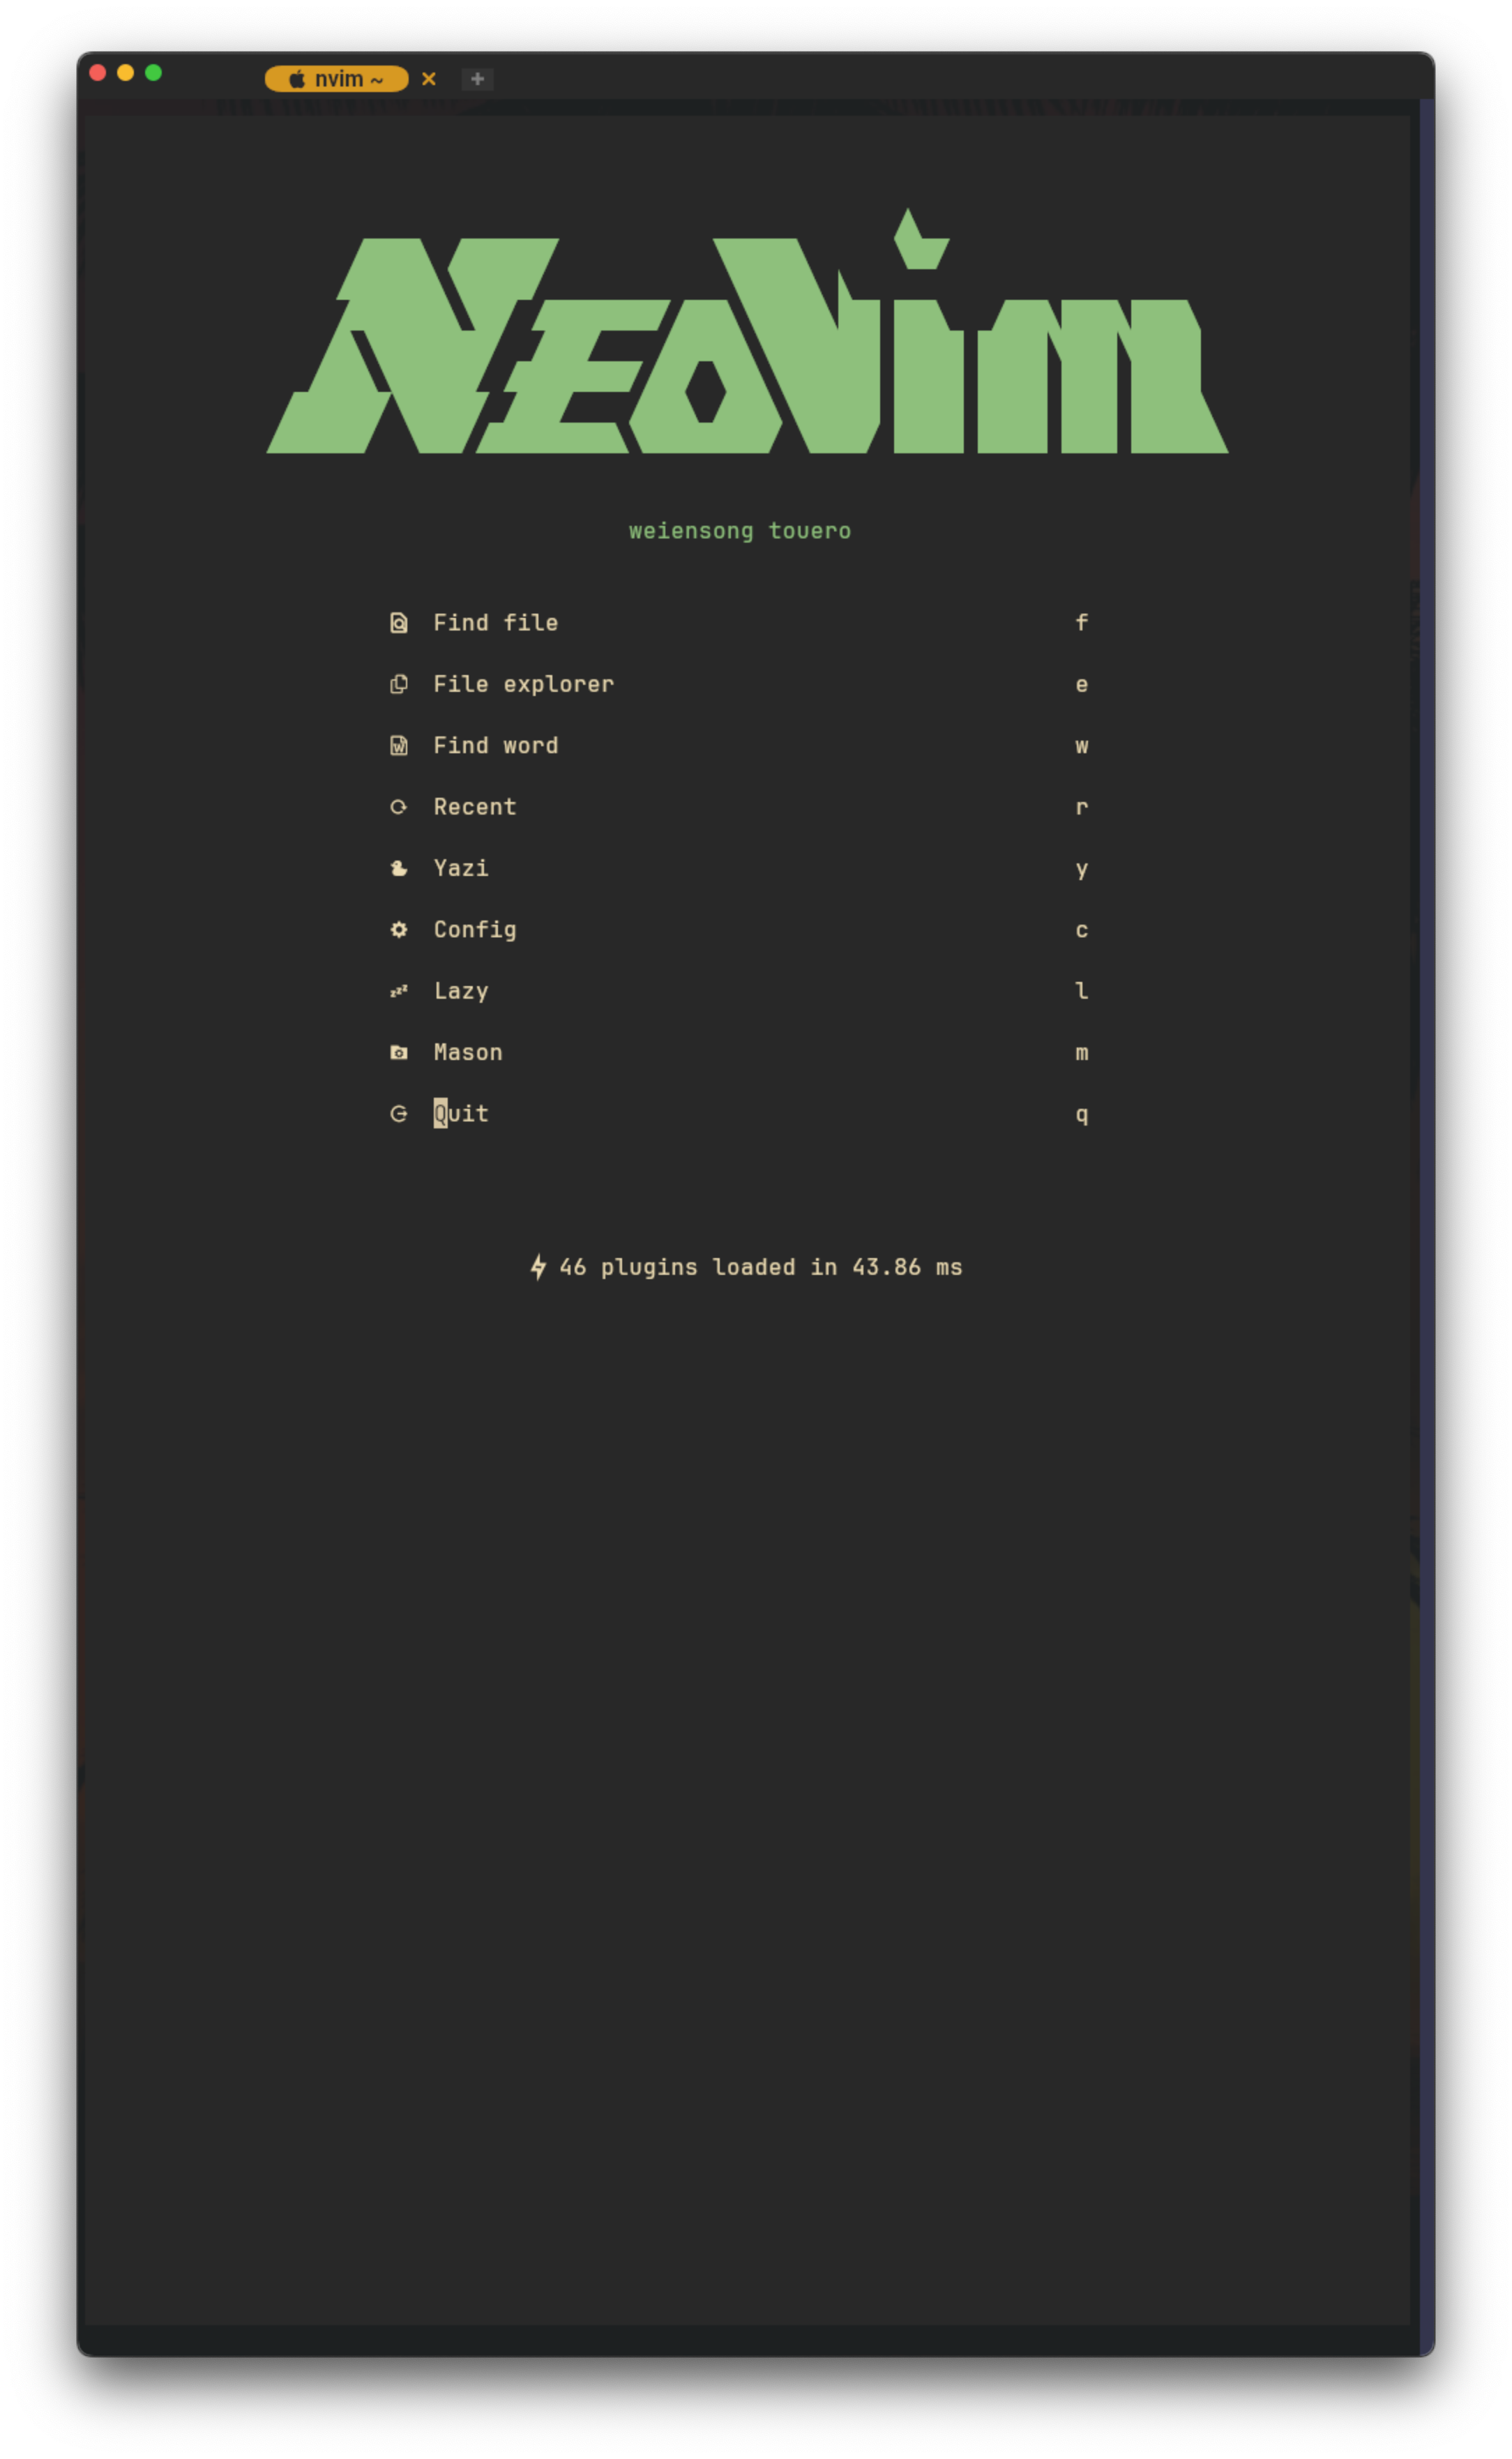 nvim ~
NEOVim
weiensong touero
Find file f
File explorer e
Find word w
Recent r
Yazi y
Config c
Lazy l
Mason m
Quit q
46 plugins loaded in 43.86 ms